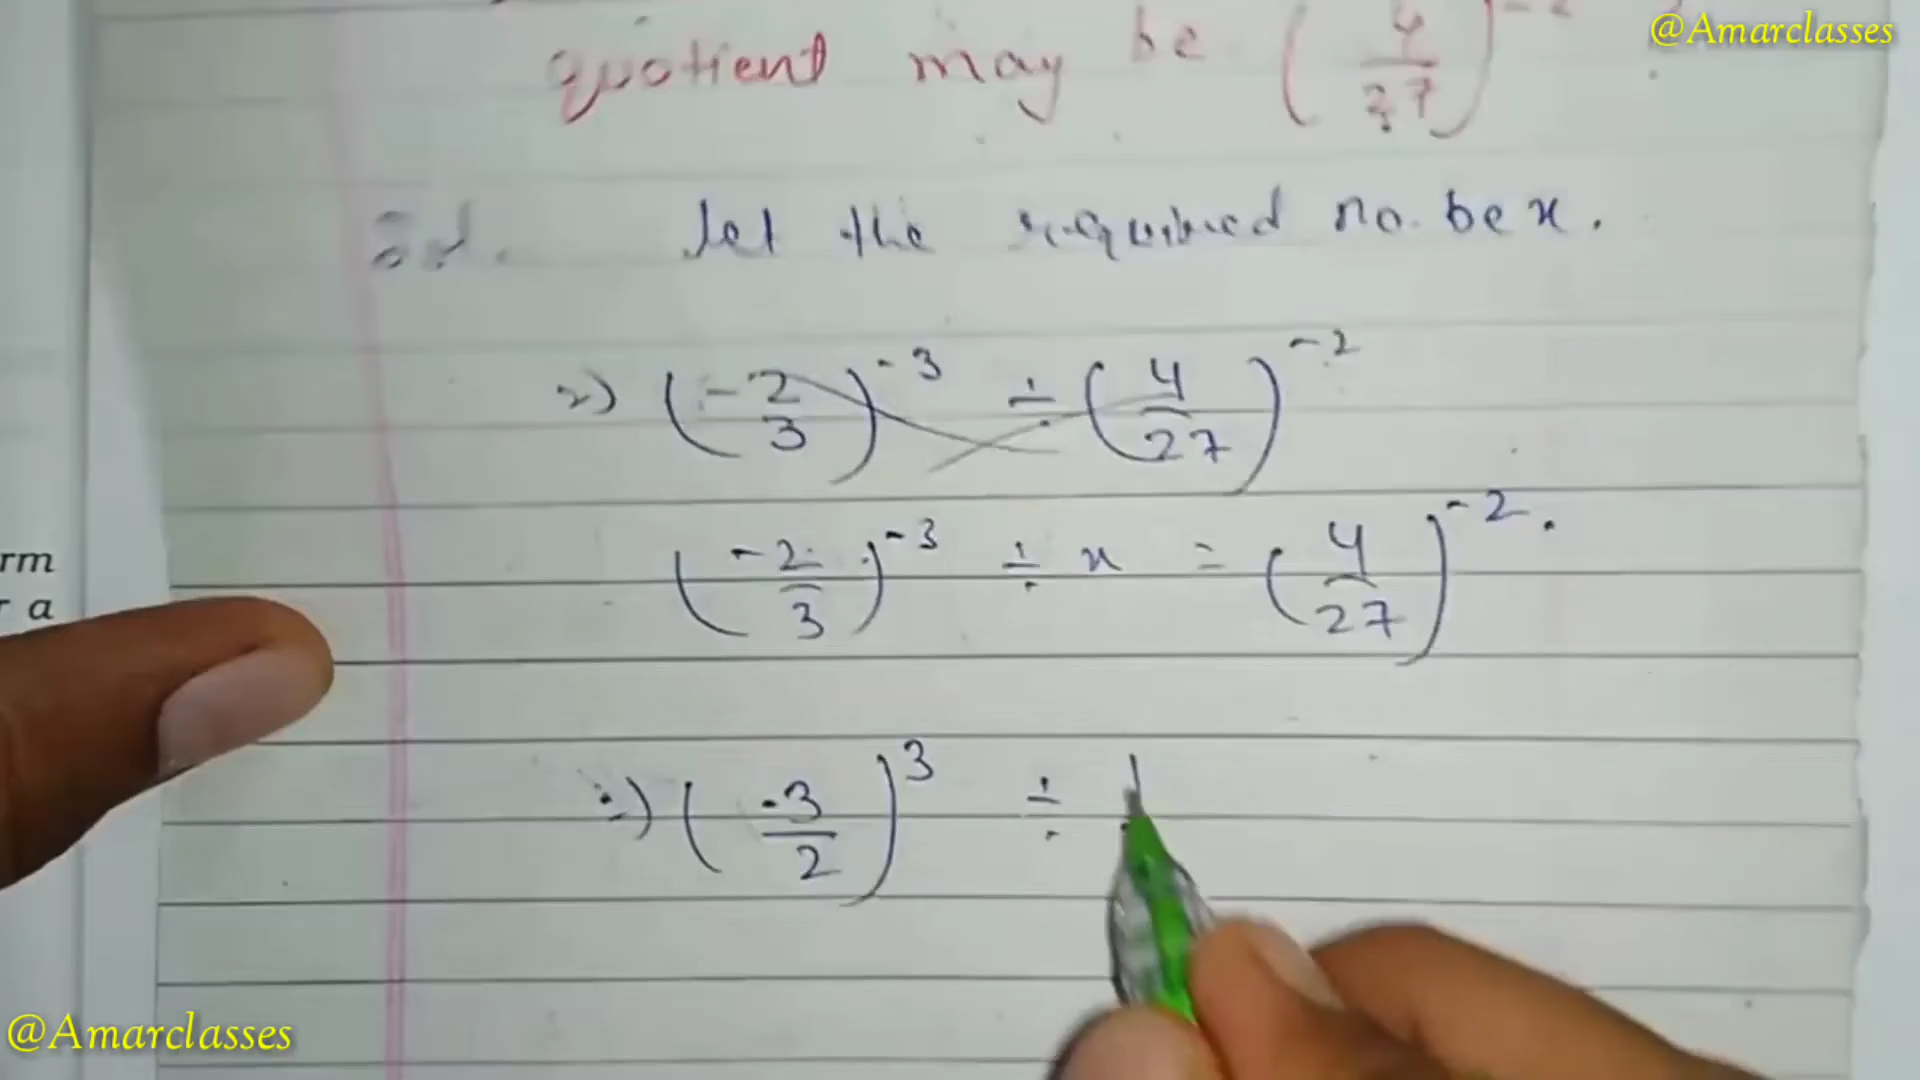 @Amarclasses
quotient may be (4/27)^-2
Sol. let the required no. be x.
⇒) (-2/3)^-3 ÷ (4/27)^-2
(-2/3)^-3 ÷ x = (4/27)^-2.
rm
r a
⇒) (-3/2)^3 ÷
@Amarclasses